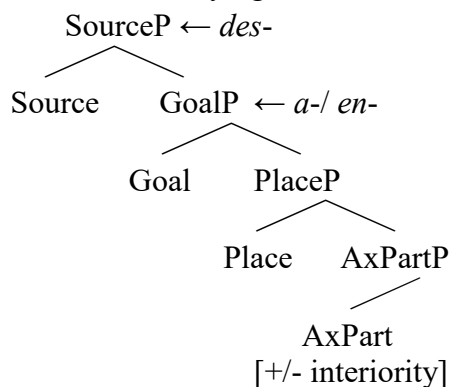 SourceP ← des-
Source GoalP ← a-/ en-
Goal PlaceP
Place AxPartP
AxPart
[+/- interiority]